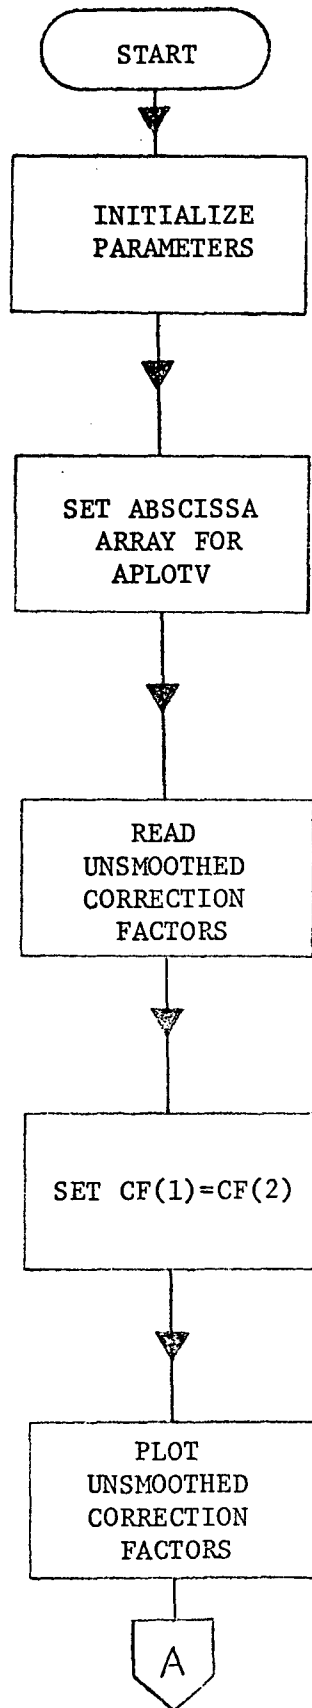 START
INITIALIZE
PARAMETERS
SET ABSCISSA
ARRAY FOR
APLOTV
READ
UNSMOOTHED
CORRECTION
FACTORS
SET CF(1)=CF(2)
PLOT
UNSMOOTHED
CORRECTION
FACTORS
A